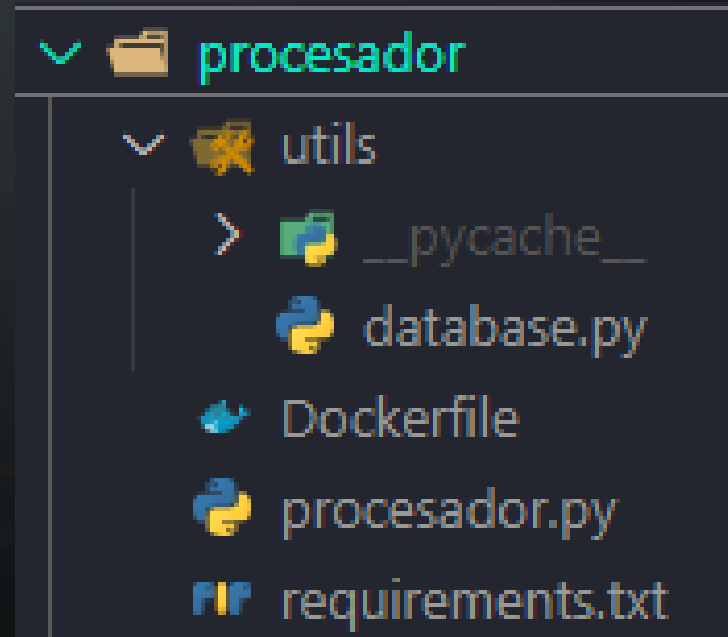 procesador
utils
__pycache__
database.py
Dockerfile
procesador.py
requirements.txt